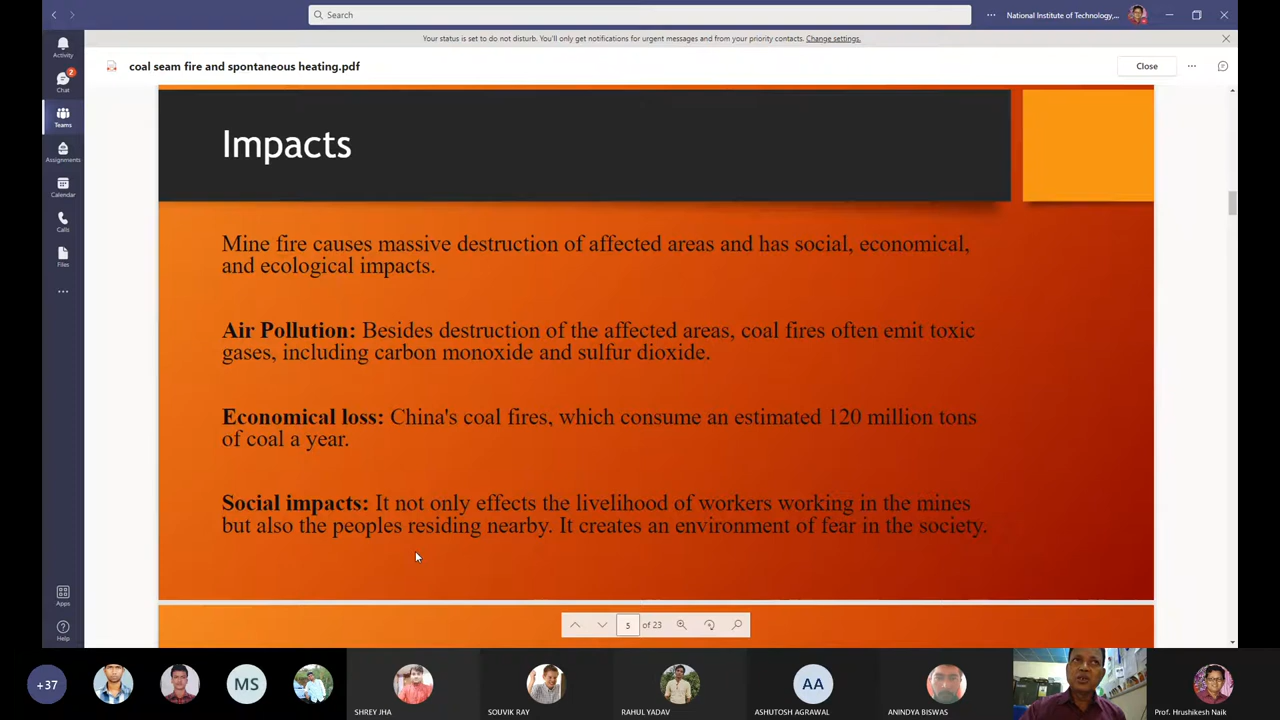 Search
National Institute of Technology,...
Your status is set to do not disturb. You'll only get notifications for urgent messages and from your priority contacts. Change settings.
Activity
coal seam fire and spontaneous heating.pdf
Close
2
Chat
Teams
Assignments
Calendar
Calls
Files
Apps
Help
Impacts
Mine fire causes massive destruction of affected areas and has social, economical,
and ecological impacts.
Air Pollution: Besides destruction of the affected areas, coal fires often emit toxic
gases, including carbon monoxide and sulfur dioxide.
Economical loss: China's coal fires, which consume an estimated 120 million tons
of coal a year.
Social impacts: It not only effects the livelihood of workers working in the mines
but also the peoples residing nearby. It creates an environment of fear in the society.
5 of 23
+37
MS
AA
SHREY JHA
SOUVIK RAY
RAHUL YADAV
ASHUTOSH AGRAWAL
ANINDYA BISWAS
Prof. Hrushikesh Naik